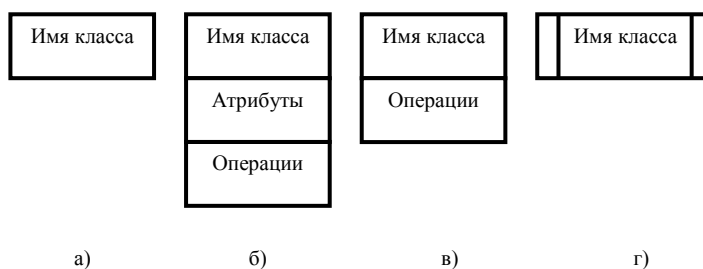 Имя класса Имя класса Имя класса Имя класса
Атрибуты Операции
Операции
а) б) в) г)